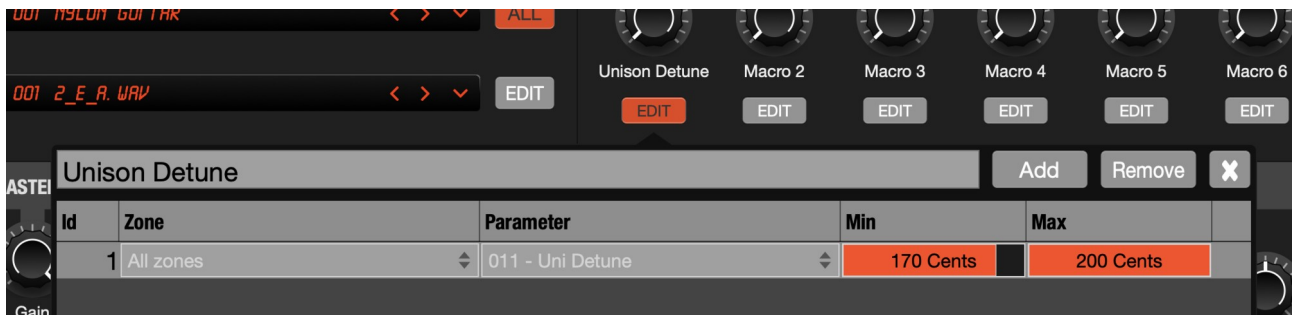 001 NYLON GUITAR < > ALL
Unison Detune Macro 2 Macro 3 Macro 4 Macro 5 Macro 6
001 2_E_A.WAV < > EDIT
EDIT EDIT EDIT EDIT EDIT EDIT
Unison Detune Add Remove X
Id Zone Parameter Min Max
1 All zones 011 - Uni Detune 170 Cents 200 Cents
Gain